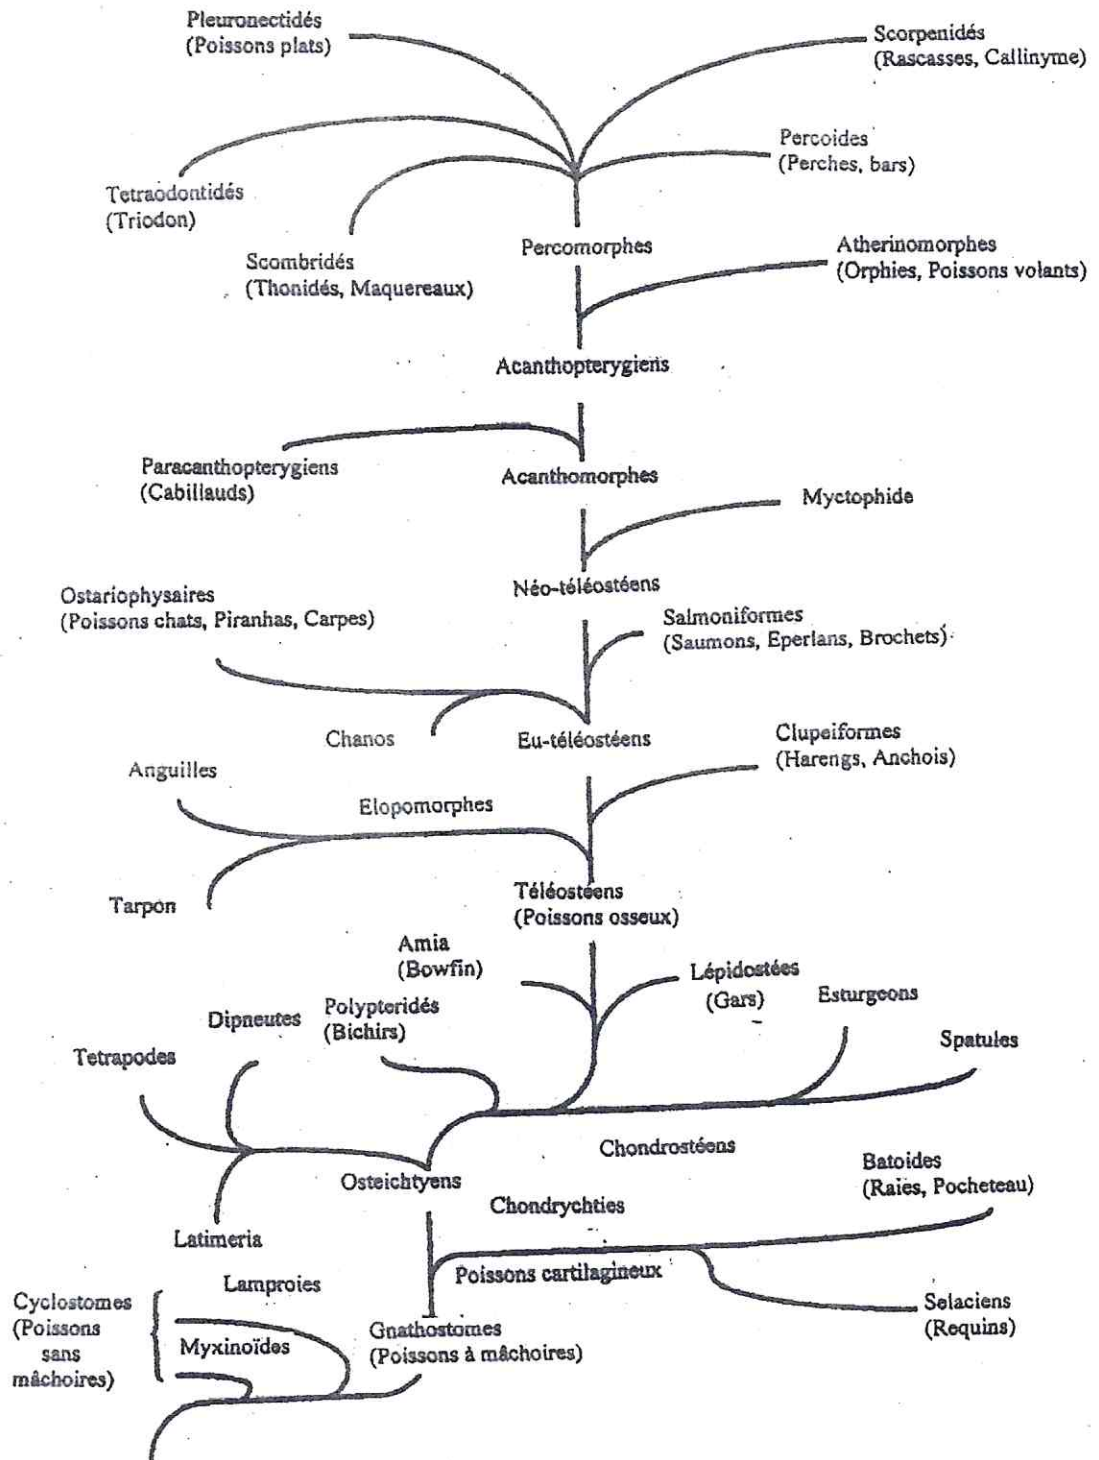 Pleuronectidés
(Poissons plats)
Scorpenidés
(Rascasses, Callinyme)
Percoides
(Perches, bars)
Tetraodontidés
(Triodon)
Scombridés
(Thonidés, Maquereaux)
Percomorphes
Atherinomorphes
(Orphies, Poissons volants)
Acanthopterygiens
Paracanthopterygiens
(Cabillauds)
Acanthomorphes
Myctophide
Néo-téléostéens
Ostariophysaires
(Poissons chats, Piranhas, Carpes)
Salmoniformes
(Saumons, Eperlans, Brochets)
Chanos
Eu-téléostéens
Clupeiformes
(Harengs, Anchois)
Anguilles
Elopomorphes
Tarpon
Téléostéens
(Poissons osseux)
Amia
(Bowfin)
Lépidostées
(Gars)
Esturgeons
Dipneutes
Polypteridés
(Bichirs)
Spatules
Tetrapodes
Chondrostéens
Osteichtyens
Batoides
(Raies, Pocheteau)
Chondrychties
Latimeria
Poissons cartilagineux
Lamproies
Selaciens
(Requins)
Cyclostomes
(Poissons
sans
mâchoires)
Myxinoïdes
Gnathostomes
(Poissons à mâchoires)